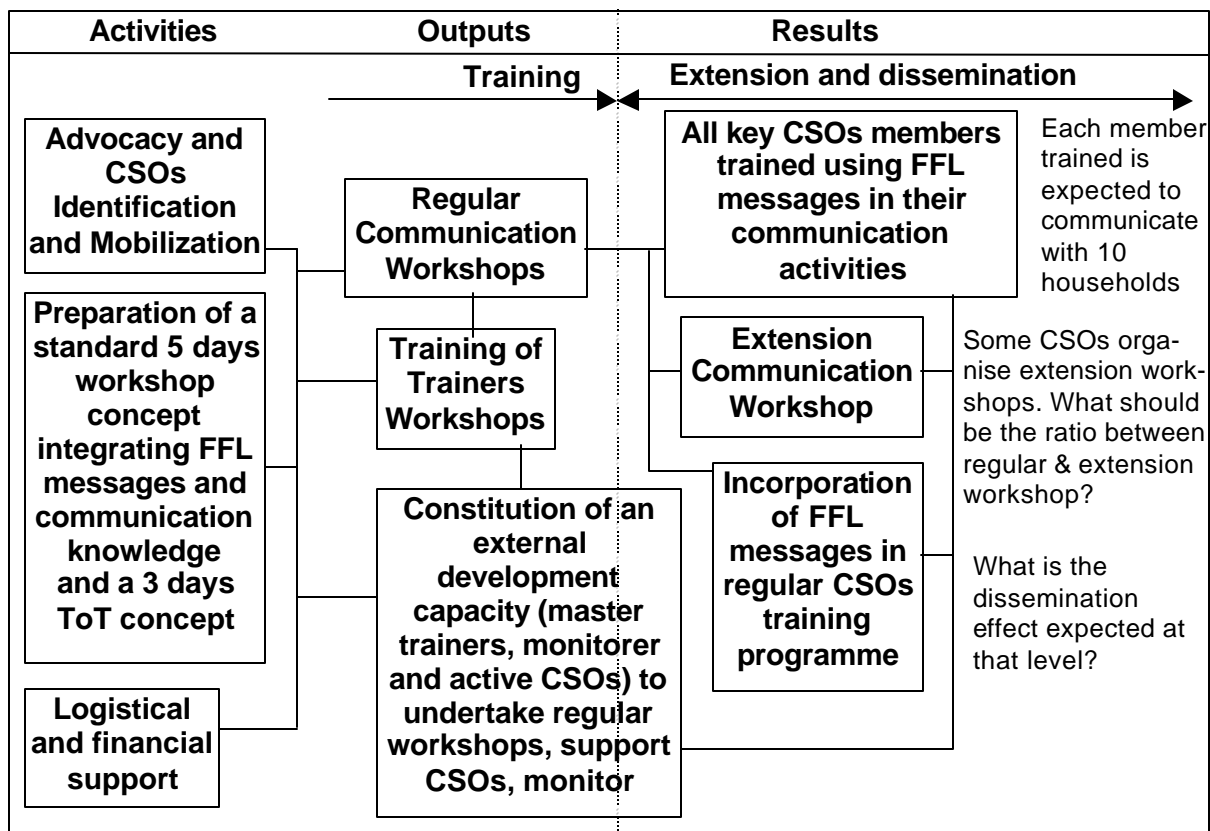 Activities
Outputs
Results
Training
Extension and dissemination
Advocacy and
CSOs
Identification
and Mobilization
Preparation of a
standard 5 days
workshop
concept
integrating FFL
messages and
communication
knowledge
and a 3 days
ToT concept
Logistical
and financial
support
Regular
Communication
Workshops
Training of
Trainers
Workshops
Constitution of an
external
development
capacity (master
trainers, monitorer
and active CSOs) to
undertake regular
workshops, support
CSOs, monitor
All key CSOs members
trained using FFL
messages in their
communication
activities
Extension
Communication
Workshop
Incorporation
of FFL
messages in
regular CSOs
training
programme
Each member
trained is
expected to
communicate
with 10
households
Some CSOs orga-
nise extension work-
shops. What should
be the ratio between
regular & extension
workshop?
What is the
dissemination
effect expected at
that level?